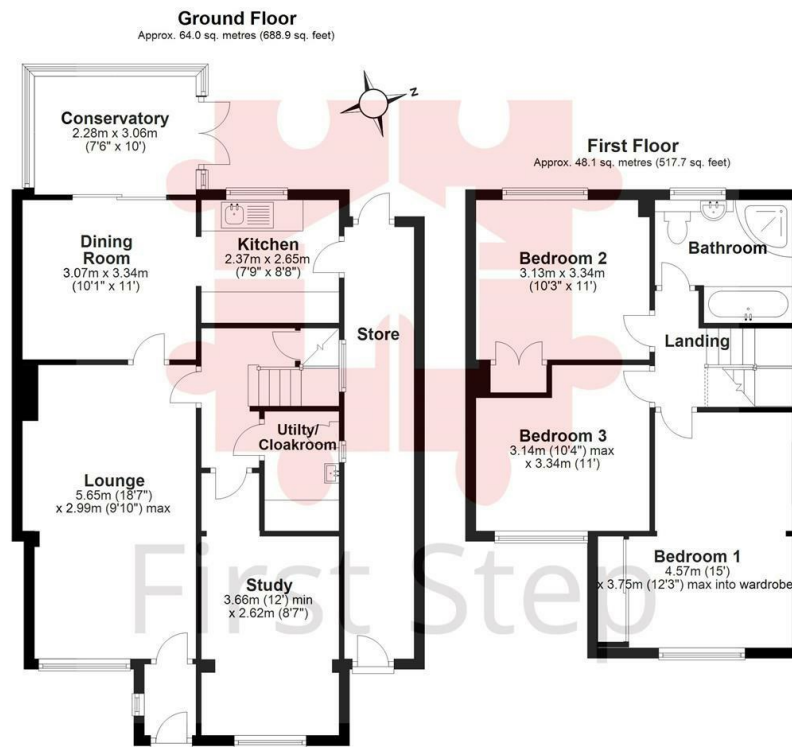 Ground Floor
Approx. 64.0 sq. metres (688.9 sq. feet)
Conservatory
2.28m x 3.06m
(7'6" x 10')
N
Dining
Room
3.07m x 3.34m
(10'1" x 11')
Kitchen
2.37m x 2.65m
(7'9" x 8'8")
Store
Utilty/
Cloakroom
Lounge
5.65m (18'7")
x 2.99m (9'10") max
Study
3.66m (12') min
x 2.62m (8'7")
First Floor
Approx. 48.1 sq. metres (517.7 sq. feet)
Bedroom 2
3.13m x 3.34m
(10'3" x 11')
Bathroom
Landing
Bedroom 3
3.14m (10'4") max
x 3.34m (11')
Bedroom 1
4.57m (15')
x 3.75m (12'3") max into wardrobe
First Step